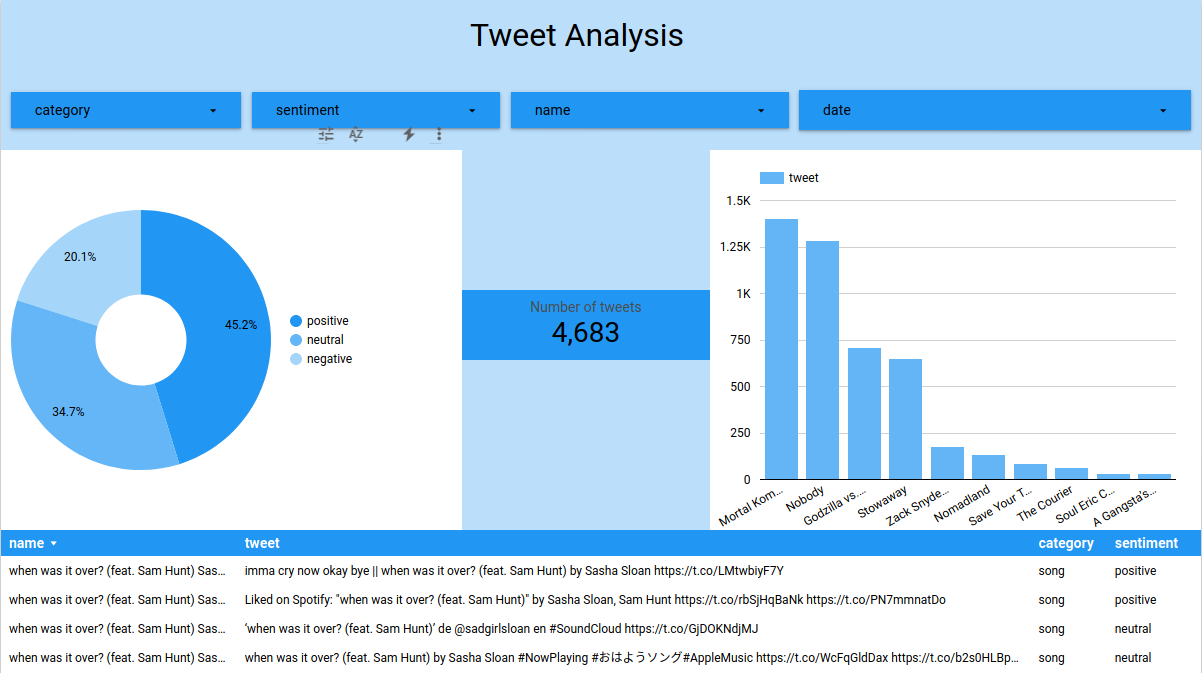 Tweet Analysis
category
sentiment
name
date
AZ
20.1%
45.2%
34.7%
positive
neutral
negative
Number of tweets
4,683
tweet
1.5K
1.25K
1K
750
500
250
0
Mortal Kom...
Nobody
Godzilla vs....
Stowaway
Zack Snyde...
Nomadland
Save Your T...
The Courier
Soul Eric C...
A Gangsta's...
name tweet category sentiment
when was it over? (feat. Sam Hunt) Sas... imma cry now okay bye || when was it over? (feat. Sam Hunt) by Sasha Sloan https://t.co/LMtwbiyF7Y song positive
when was it over? (feat. Sam Hunt) Sas... Liked on Spotify: "when was it over? (feat. Sam Hunt)" by Sasha Sloan, Sam Hunt https://t.co/rbSjHqBaNk https://t.co/PN7mmnatDo song positive
when was it over? (feat. Sam Hunt) Sas... ‘when was it over? (feat. Sam Hunt)’ de @sadgirlsloan en #SoundCloud https://t.co/GjDOKNdjMJ song neutral
when was it over? (feat. Sam Hunt) Sas... when was it over? (feat. Sam Hunt) by Sasha Sloan #NowPlaying #おはようソング#AppleMusic https://t.co/WcFqGldDax https://t.co/b2s0HLBp... song neutral